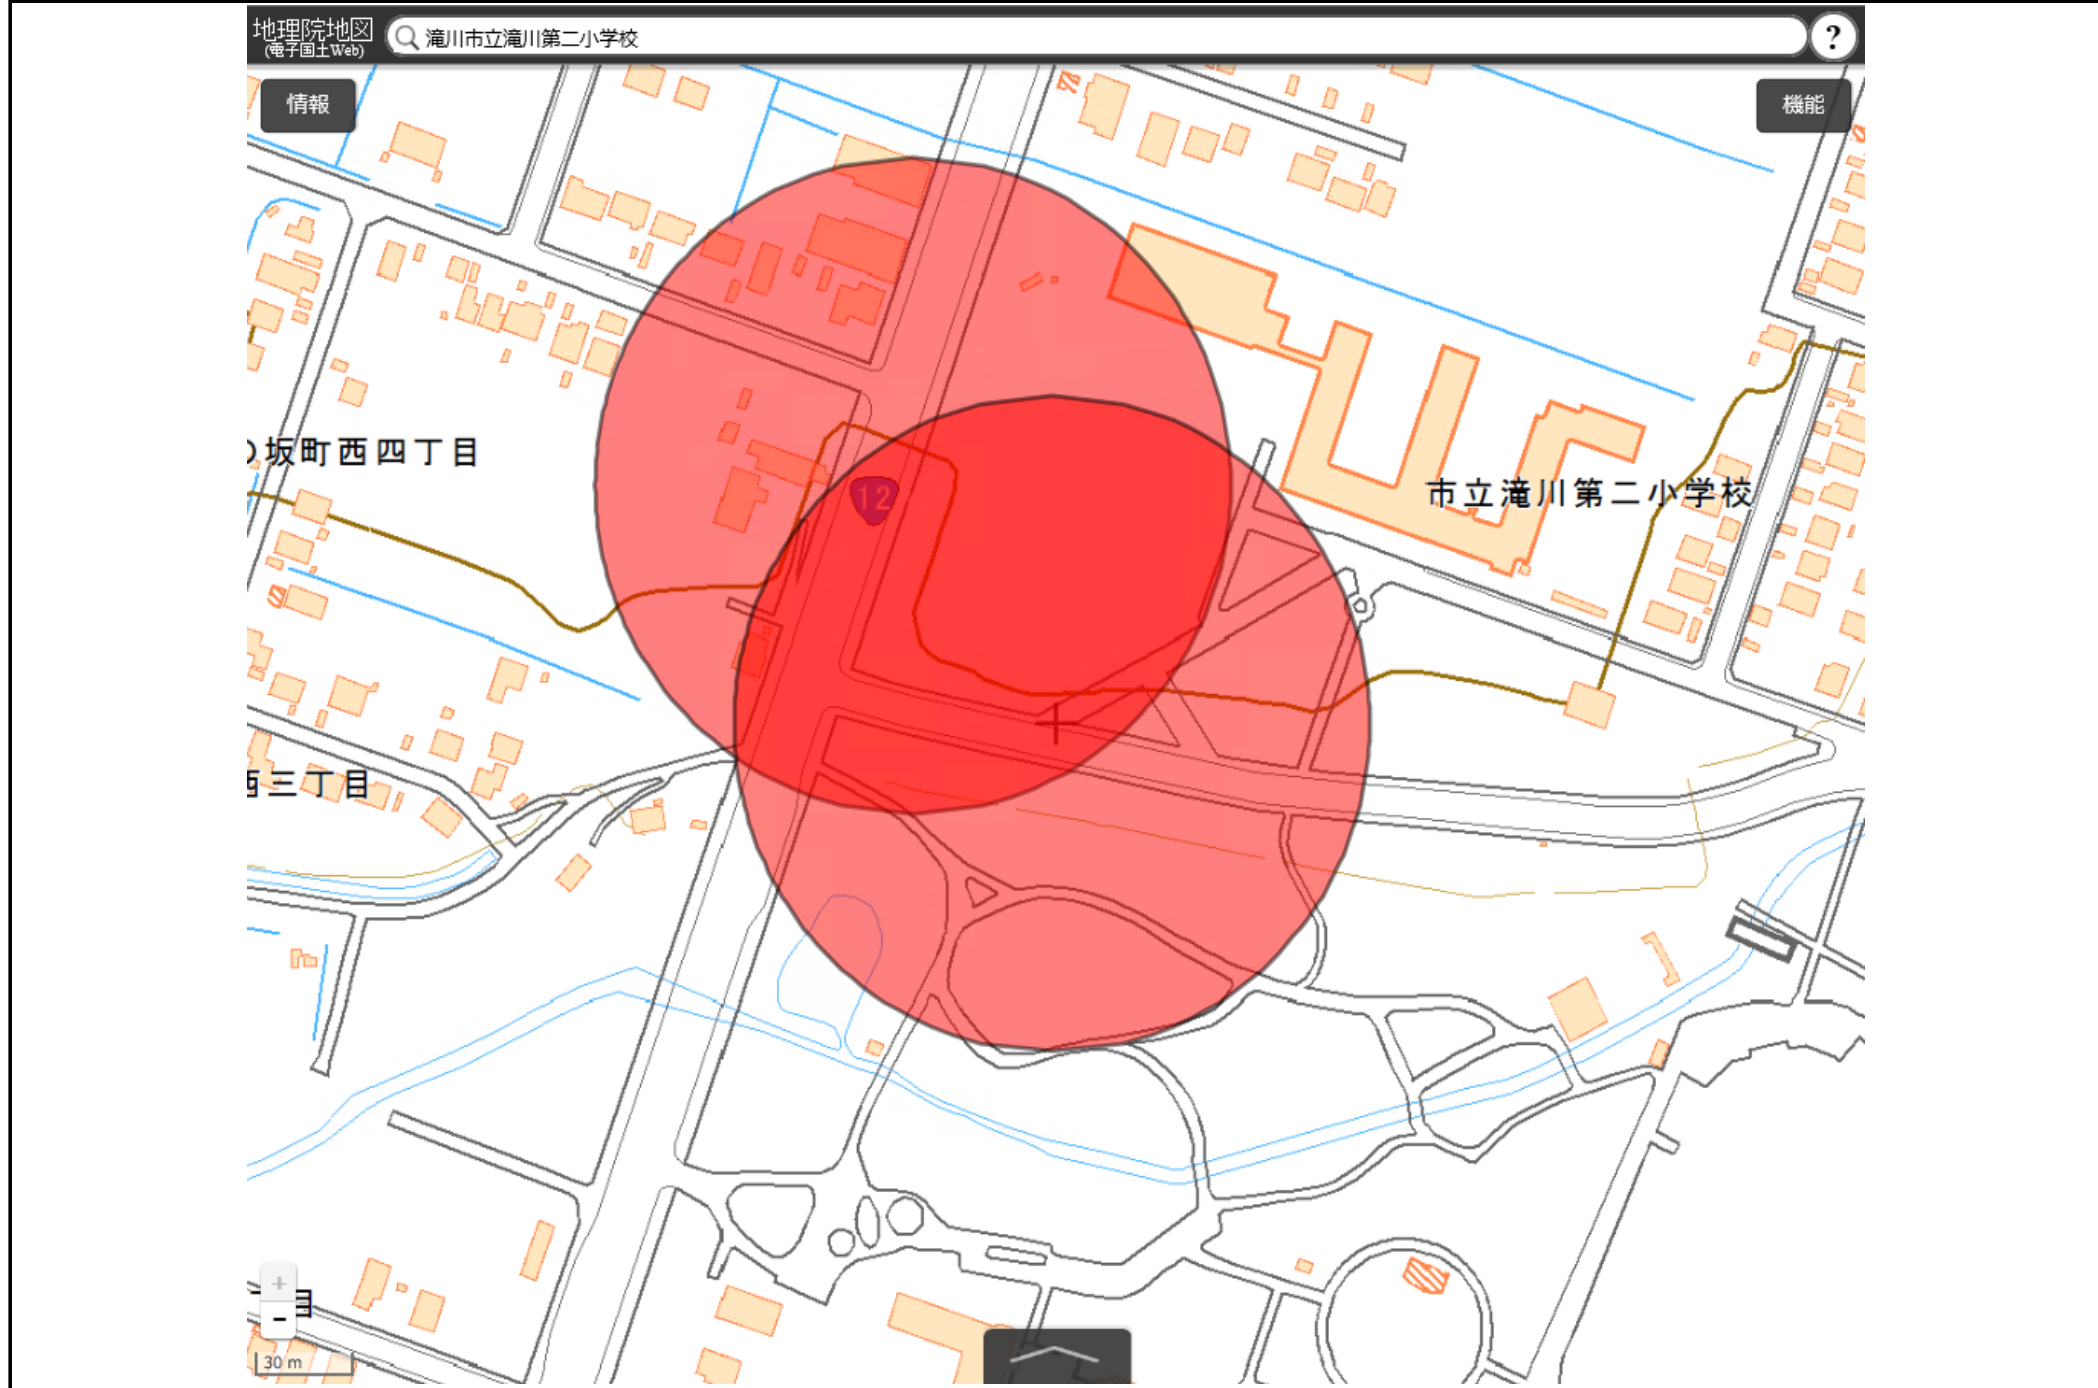 地理院地図
(電子国土Web)
滝川市立滝川第二小学校
?
情報
機能
坂町西四丁目
12
市立滝川第二小学校
三丁目
目
+
-
30 m